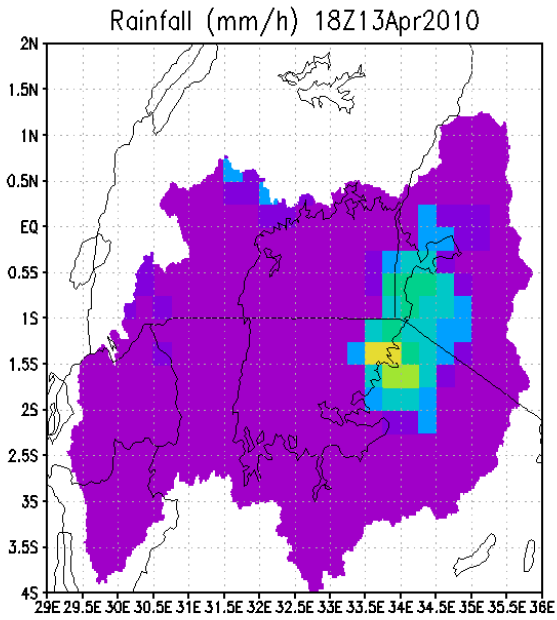 Rainfall (mm/h) 18Z13Apr2010
2N
1.5N
1N
0.5N
EQ
0.5S
1S
1.5S
2S
2.5S
3S
3.5S
4S
29E 29.5E 30E 30.5E 31E 31.5E 32E 32.5E 33E 33.5E 34E 34.5E 35E 35.5E 36E